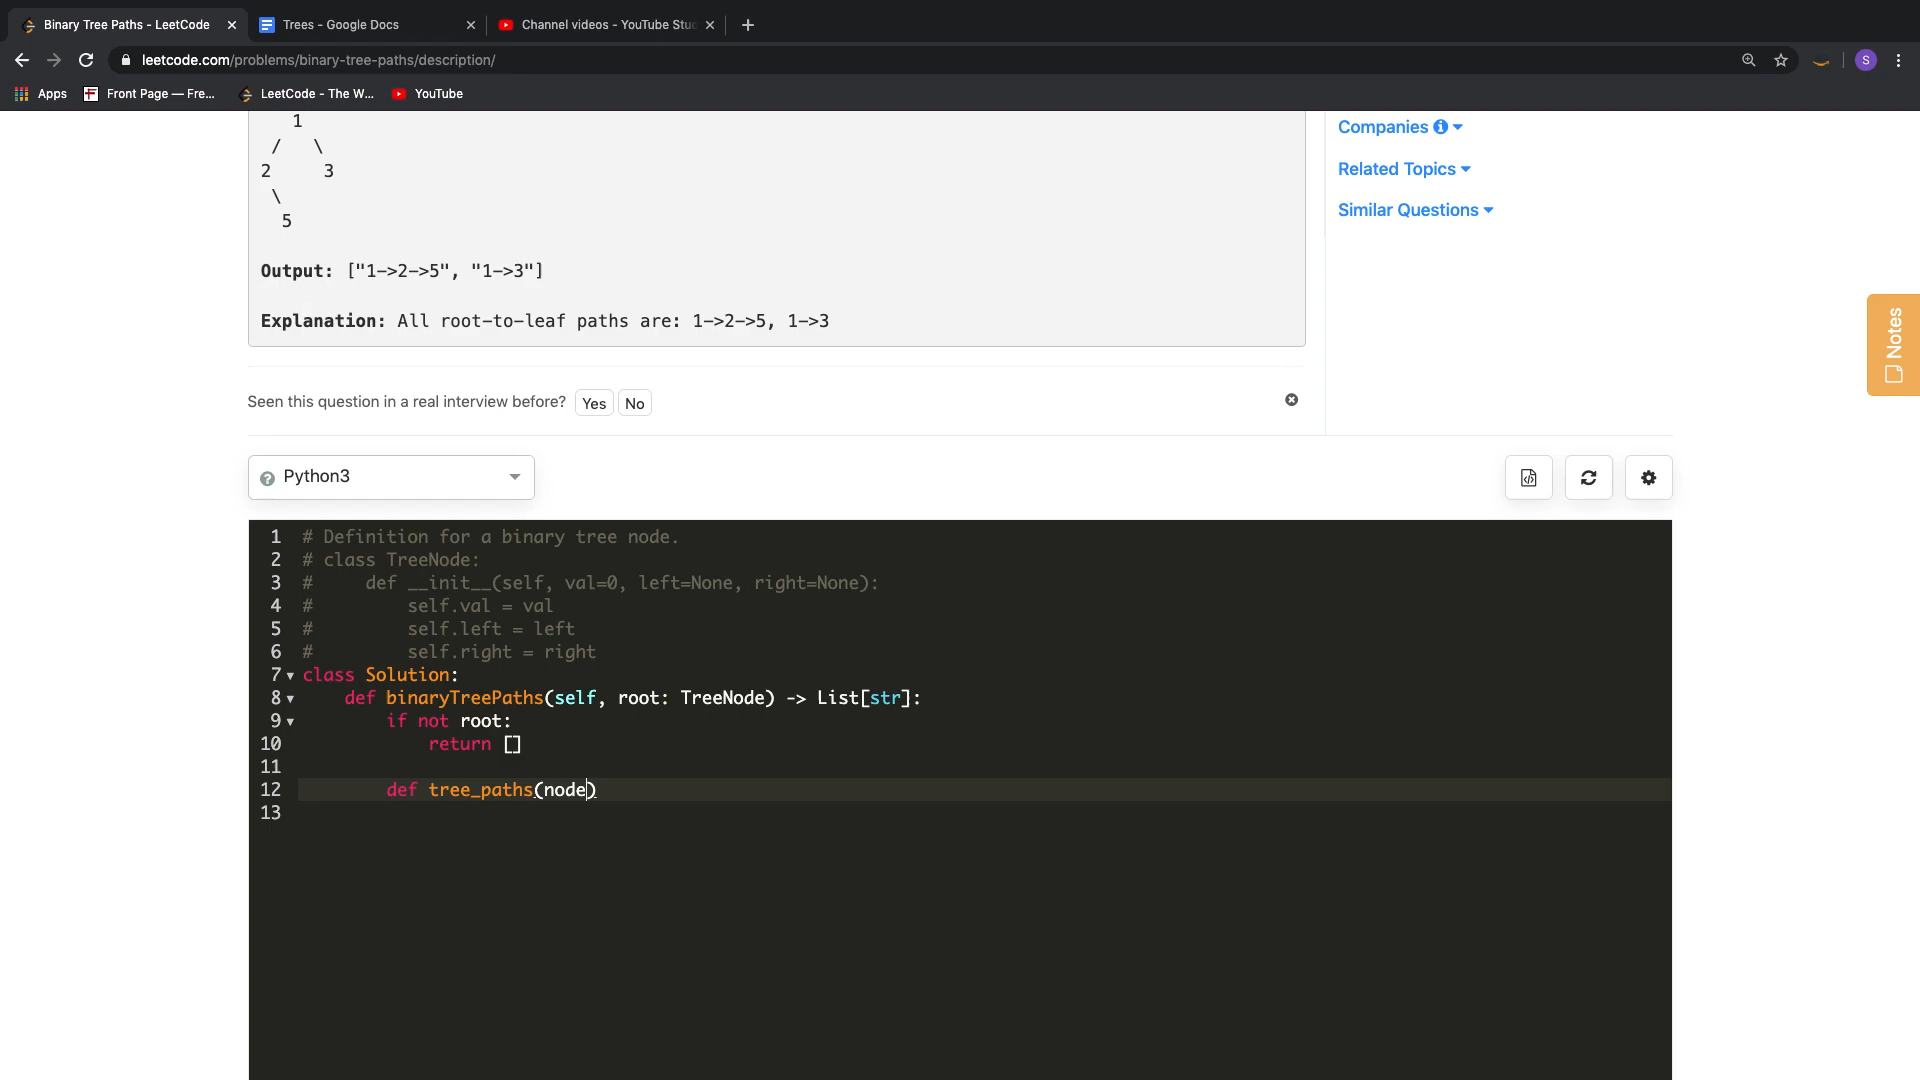 Binary Tree Paths - LeetCode
Trees - Google Docs
Channel videos - YouTube Stu
leetcode.com/problems/binary-tree-paths/description/
S
Apps
Front Page — Fre...
LeetCode - The W...
YouTube
1
/ \
2 3
\
5
Output: ["1->2->5", "1->3"]
Explanation: All root-to-leaf paths are: 1->2->5, 1->3
Companies
Related Topics
Similar Questions
Notes
Seen this question in a real interview before? Yes No
Python3
1 # Definition for a binary tree node.
2 # class TreeNode:
3 #     def __init__(self, val=0, left=None, right=None):
4 #         self.val = val
5 #         self.left = left
6 #         self.right = right
7 class Solution:
8     def binaryTreePaths(self, root: TreeNode) -> List[str]:
9         if not root:
10             return []
11
12         def tree_paths(node)
13